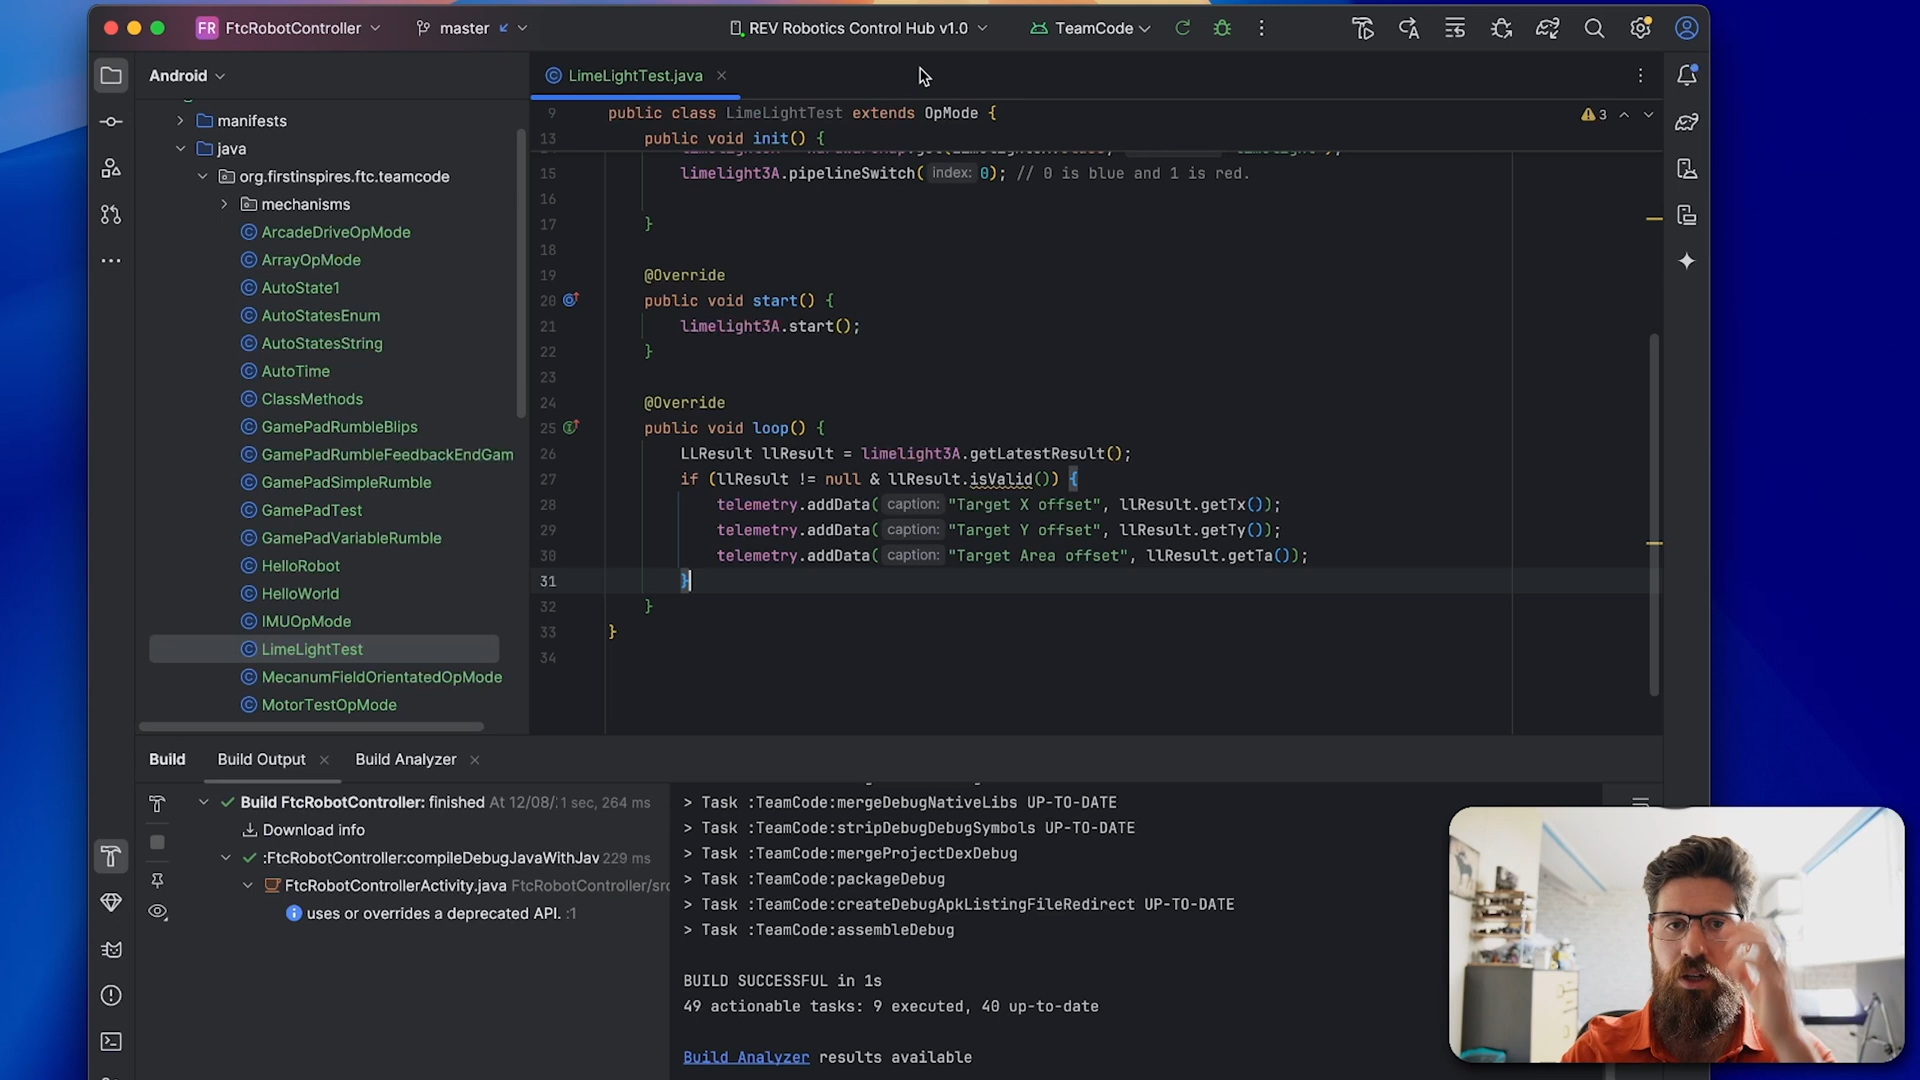 FR FtcRobotController
master
REV Robotics Control Hub v1.0
TeamCode
Android
LimeLightTest.java
manifests
java
org.firstinspires.ftc.teamcode
mechanisms
ArcadeDriveOpMode
ArrayOpMode
AutoState1
AutoStatesEnum
AutoStatesString
AutoTime
ClassMethods
GamePadRumbleBlips
GamePadRumbleFeedbackEndGam
GamePadSimpleRumble
GamePadTest
GamePadVariableRumble
HelloRobot
HelloWorld
IMUOpMode
LimeLightTest
MecanumFieldOrientatedOpMode
MotorTestOpMode
3
9 public class LimeLightTest extends OpMode {
13 public void init() {
15 limelight3A.pipelineSwitch( index: 0); // 0 is blue and 1 is red.
16
17 }
18
19 @Override
20 public void start() {
21 limelight3A.start();
22 }
23
24 @Override
25 public void loop() {
26 LLResult llResult = limelight3A.getLatestResult();
27 if (llResult != null & llResult.isValid()) {
28 telemetry.addData( caption: "Target X offset", llResult.getTx());
29 telemetry.addData( caption: "Target Y offset", llResult.getTy());
30 telemetry.addData( caption: "Target Area offset", llResult.getTa());
31 }
32 }
33 }
34
Build Build Output Build Analyzer
Build FtcRobotController: finished At 12/08/ 1 sec, 264 ms
Download info
:FtcRobotController:compileDebugJavaWithJav 229 ms
FtcRobotControllerActivity.java FtcRobotController/src
uses or overrides a deprecated API. :1
> Task :TeamCode:mergeDebugNativeLibs UP-TO-DATE
> Task :TeamCode:stripDebugDebugSymbols UP-TO-DATE
> Task :TeamCode:mergeProjectDexDebug
> Task :TeamCode:packageDebug
> Task :TeamCode:createDebugApkListingFileRedirect UP-TO-DATE
> Task :TeamCode:assembleDebug
BUILD SUCCESSFUL in 1s
49 actionable tasks: 9 executed, 40 up-to-date
Build Analyzer results available